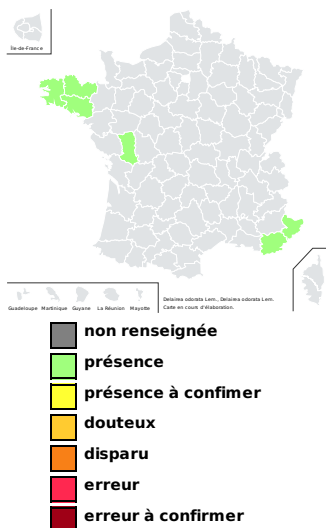 Île-de-France
Guadeloupe Martinique Guyane La Réunion Mayotte
Delairea odorata Lem., Delairea odorata Lem.
Carte en cours d'élaboration.
non renseignée
présence
présence à confimer
douteux
disparu
erreur
erreur à confirmer